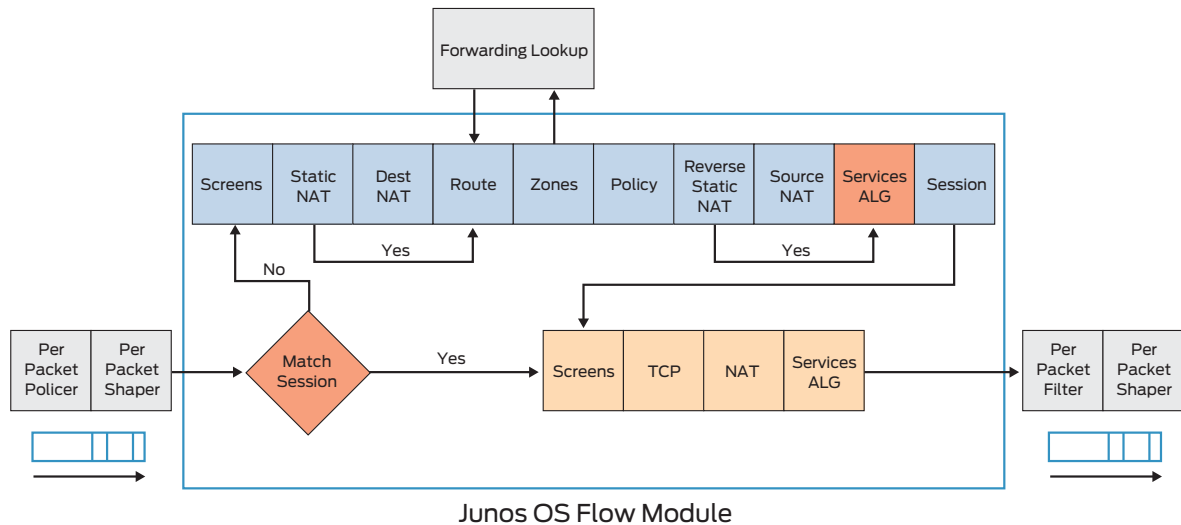 Forwarding Lookup
Screens
Static
NAT
Dest
NAT
Route
Zones
Policy
Reverse
Static
NAT
Source
NAT
Services
ALG
Session
Yes
Yes
No
Per
Packet
Policer
Per
Packet
Shaper
Match
Session
Yes
Screens
TCP
NAT
Services
ALG
Per
Packet
Filter
Per
Packet
Shaper
Junos OS Flow Module